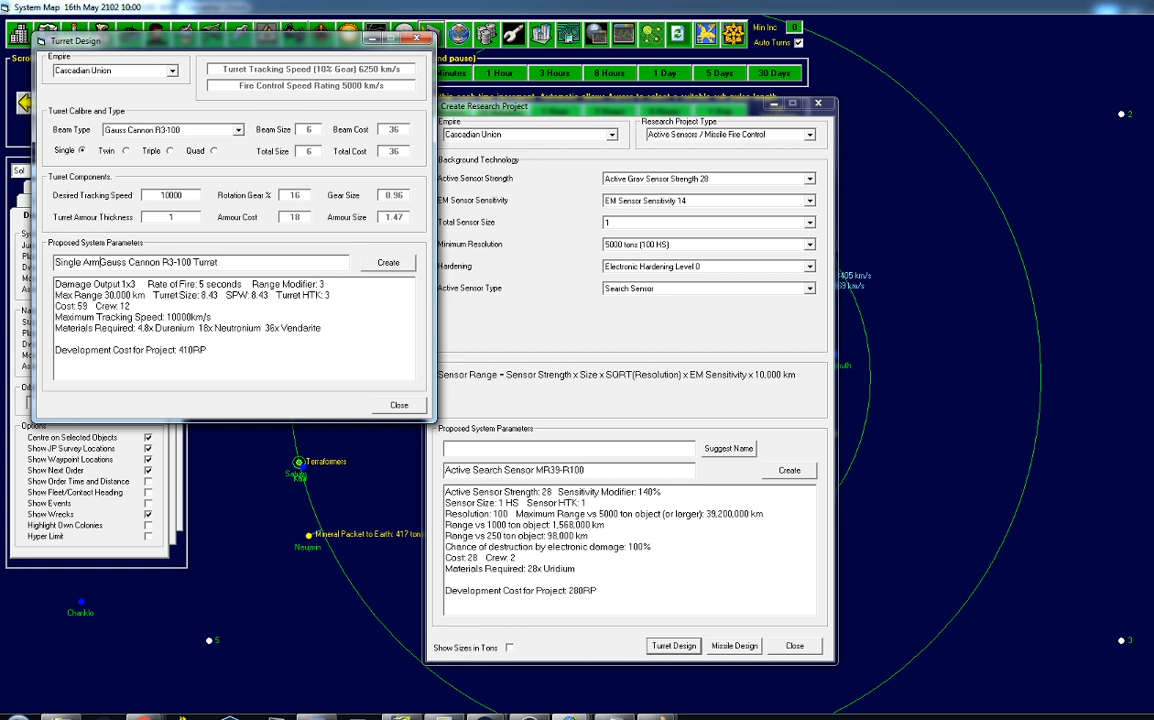 System Map 16th May 2102 10:00
Min Inc 0
Auto Turns
nd pause)
Minutes 1 Hour 3 Hours 8 Hours 1 Day 5 Days 30 Days
Turret Design
Empire
Cascadian Union
Turret Tracking Speed (10% Gear) 6250 km/s
Fire Control Speed Rating 5000 km/s
Turret Calibre and Type
Beam Type Gauss Cannon R3-100 Beam Size 6 Beam Cost 36
Single Twin Triple Quad Total Size 6 Total Cost 36
Turret Components.
Desired Tracking Speed 10000 Rotation Gear % 16 Gear Size 0.96
Turret Armour Thickness 1 Armour Cost 18 Armour Size 1.47
Proposed System Parameters
Single ArmGauss Cannon R3-100 Turret Create
Damage Output 1x3 Rate of Fire: 5 seconds Range Modifier: 3
Max Range 30,000 km Turret Size: 8.43 SPW: 8.43 Turret HTK: 3
Cost: 59 Crew: 12
Maximum Tracking Speed: 10000km/s
Materials Required: 4.8x Duranium 18x Neutronium 36x Vendarite
Development Cost for Project: 410RP
Close
Create Research Project
Empire
Cascadian Union
Research Project Type
Active Sensors / Missile Fire Control
Background Technology
Active Sensor Strength Active Grav Sensor Strength 28
EM Sensor Sensitivity EM Sensor Sensitivity 14
Total Sensor Size 1
Minimum Resolution 5000 tons (100 HS)
Hardening Electronic Hardening Level 0
Active Sensor Type Search Sensor
Sensor Range = Sensor Strength x Size x SQRT(Resolution) x EM Sensitivity x 10,000 km
Proposed System Parameters
Suggest Name
Active Search Sensor MR39-R100 Create
Active Sensor Strength: 28 Sensitivity Modifier: 140%
Sensor Size: 1 HS Sensor HTK: 1
Resolution: 100 Maximum Range vs 5000 ton object (or larger): 39,200,000 km
Range vs 1000 ton object: 1,568,000 km
Range vs 250 ton object: 98,000 km
Chance of destruction by electronic damage: 100%
Cost: 28 Crew: 2
Materials Required: 28x Uridium
Development Cost for Project: 280RP
Show Sizes in Tons Turret Design Missile Design Close
Sol
Options
Centre on Selected Objects
Show JP Survey Locations
Show Waypoint Locations
Show Next Order
Show Order Time and Distance
Show Fleet/Contact Heading
Show Events
Show Wrecks
Highlight Own Colonies
Hyper Limit
Terraformers
Mineral Packet to Earth: 417 ton
Neumin
2
5
3